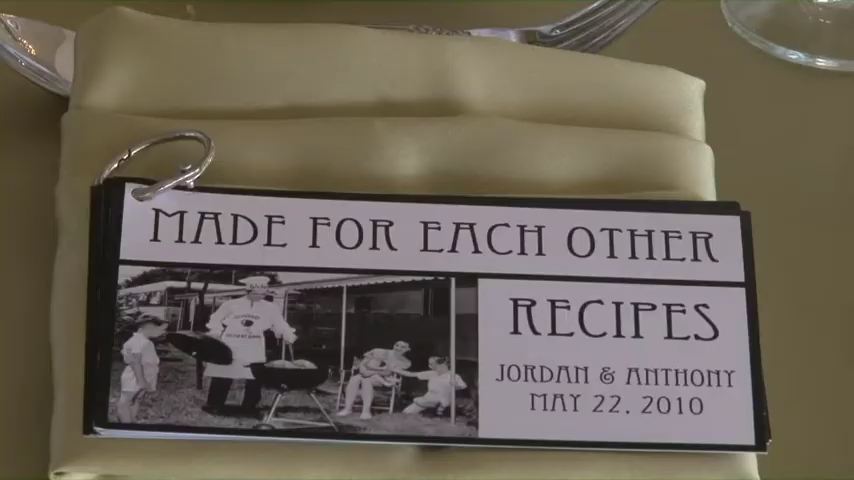 MADE FOR EACH OTHER
RECIPES
JORDAN & ANTHONY
MAY 22, 2010